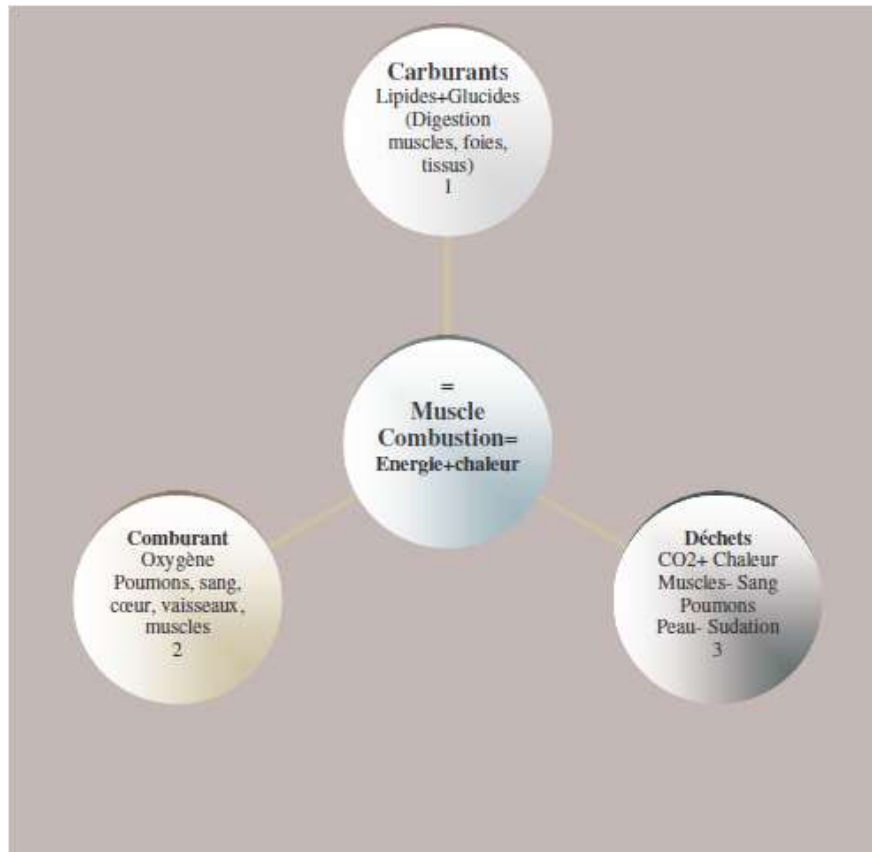 Carburants
Lipides+Glucides
(Digestion
muscles, foies,
tissus)
1
=
Muscle
Combustion=
Energie+chaleur
Comburant
Oxygène
Poumons, sang,
cœur, vaisseaux,
muscles
2
Déchets
CO2+ Chaleur
Muscles- Sang
Poumons
Peau- Sudation
3